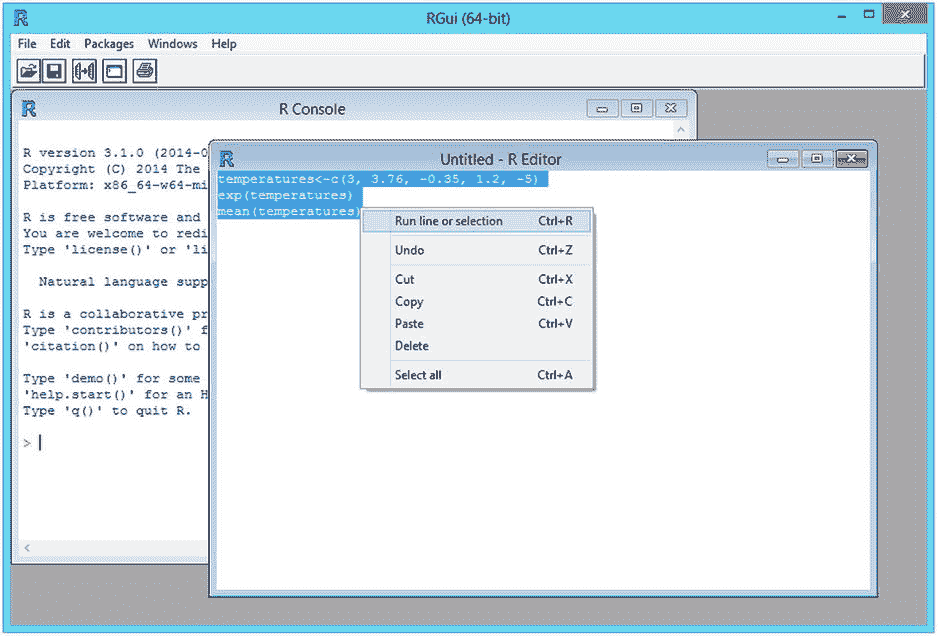 RGui (64-bit)
File Edit Packages Windows Help
R Console
R version 3.1.0 (2014-0
Copyright (C) 2014 The
Platform: x86_64-w64-mi
R is free software and
You are welcome to redi
Type 'license()' or 'li
Natural language supp
R is a collaborative pr
Type 'contributors()' f
'citation()' on how to
Type 'demo()' for some
'help.start()' for an H
Type 'q()' to quit R.
>
Untitled - R Editor
temperatures<-c(3, 3.76, -0.35, 1.2, -5)
exp(temperatures)
mean(temperatures)
Run line or selection Ctrl+R
Undo Ctrl+Z
Cut Ctrl+X
Copy Ctrl+C
Paste Ctrl+V
Delete
Select all Ctrl+A